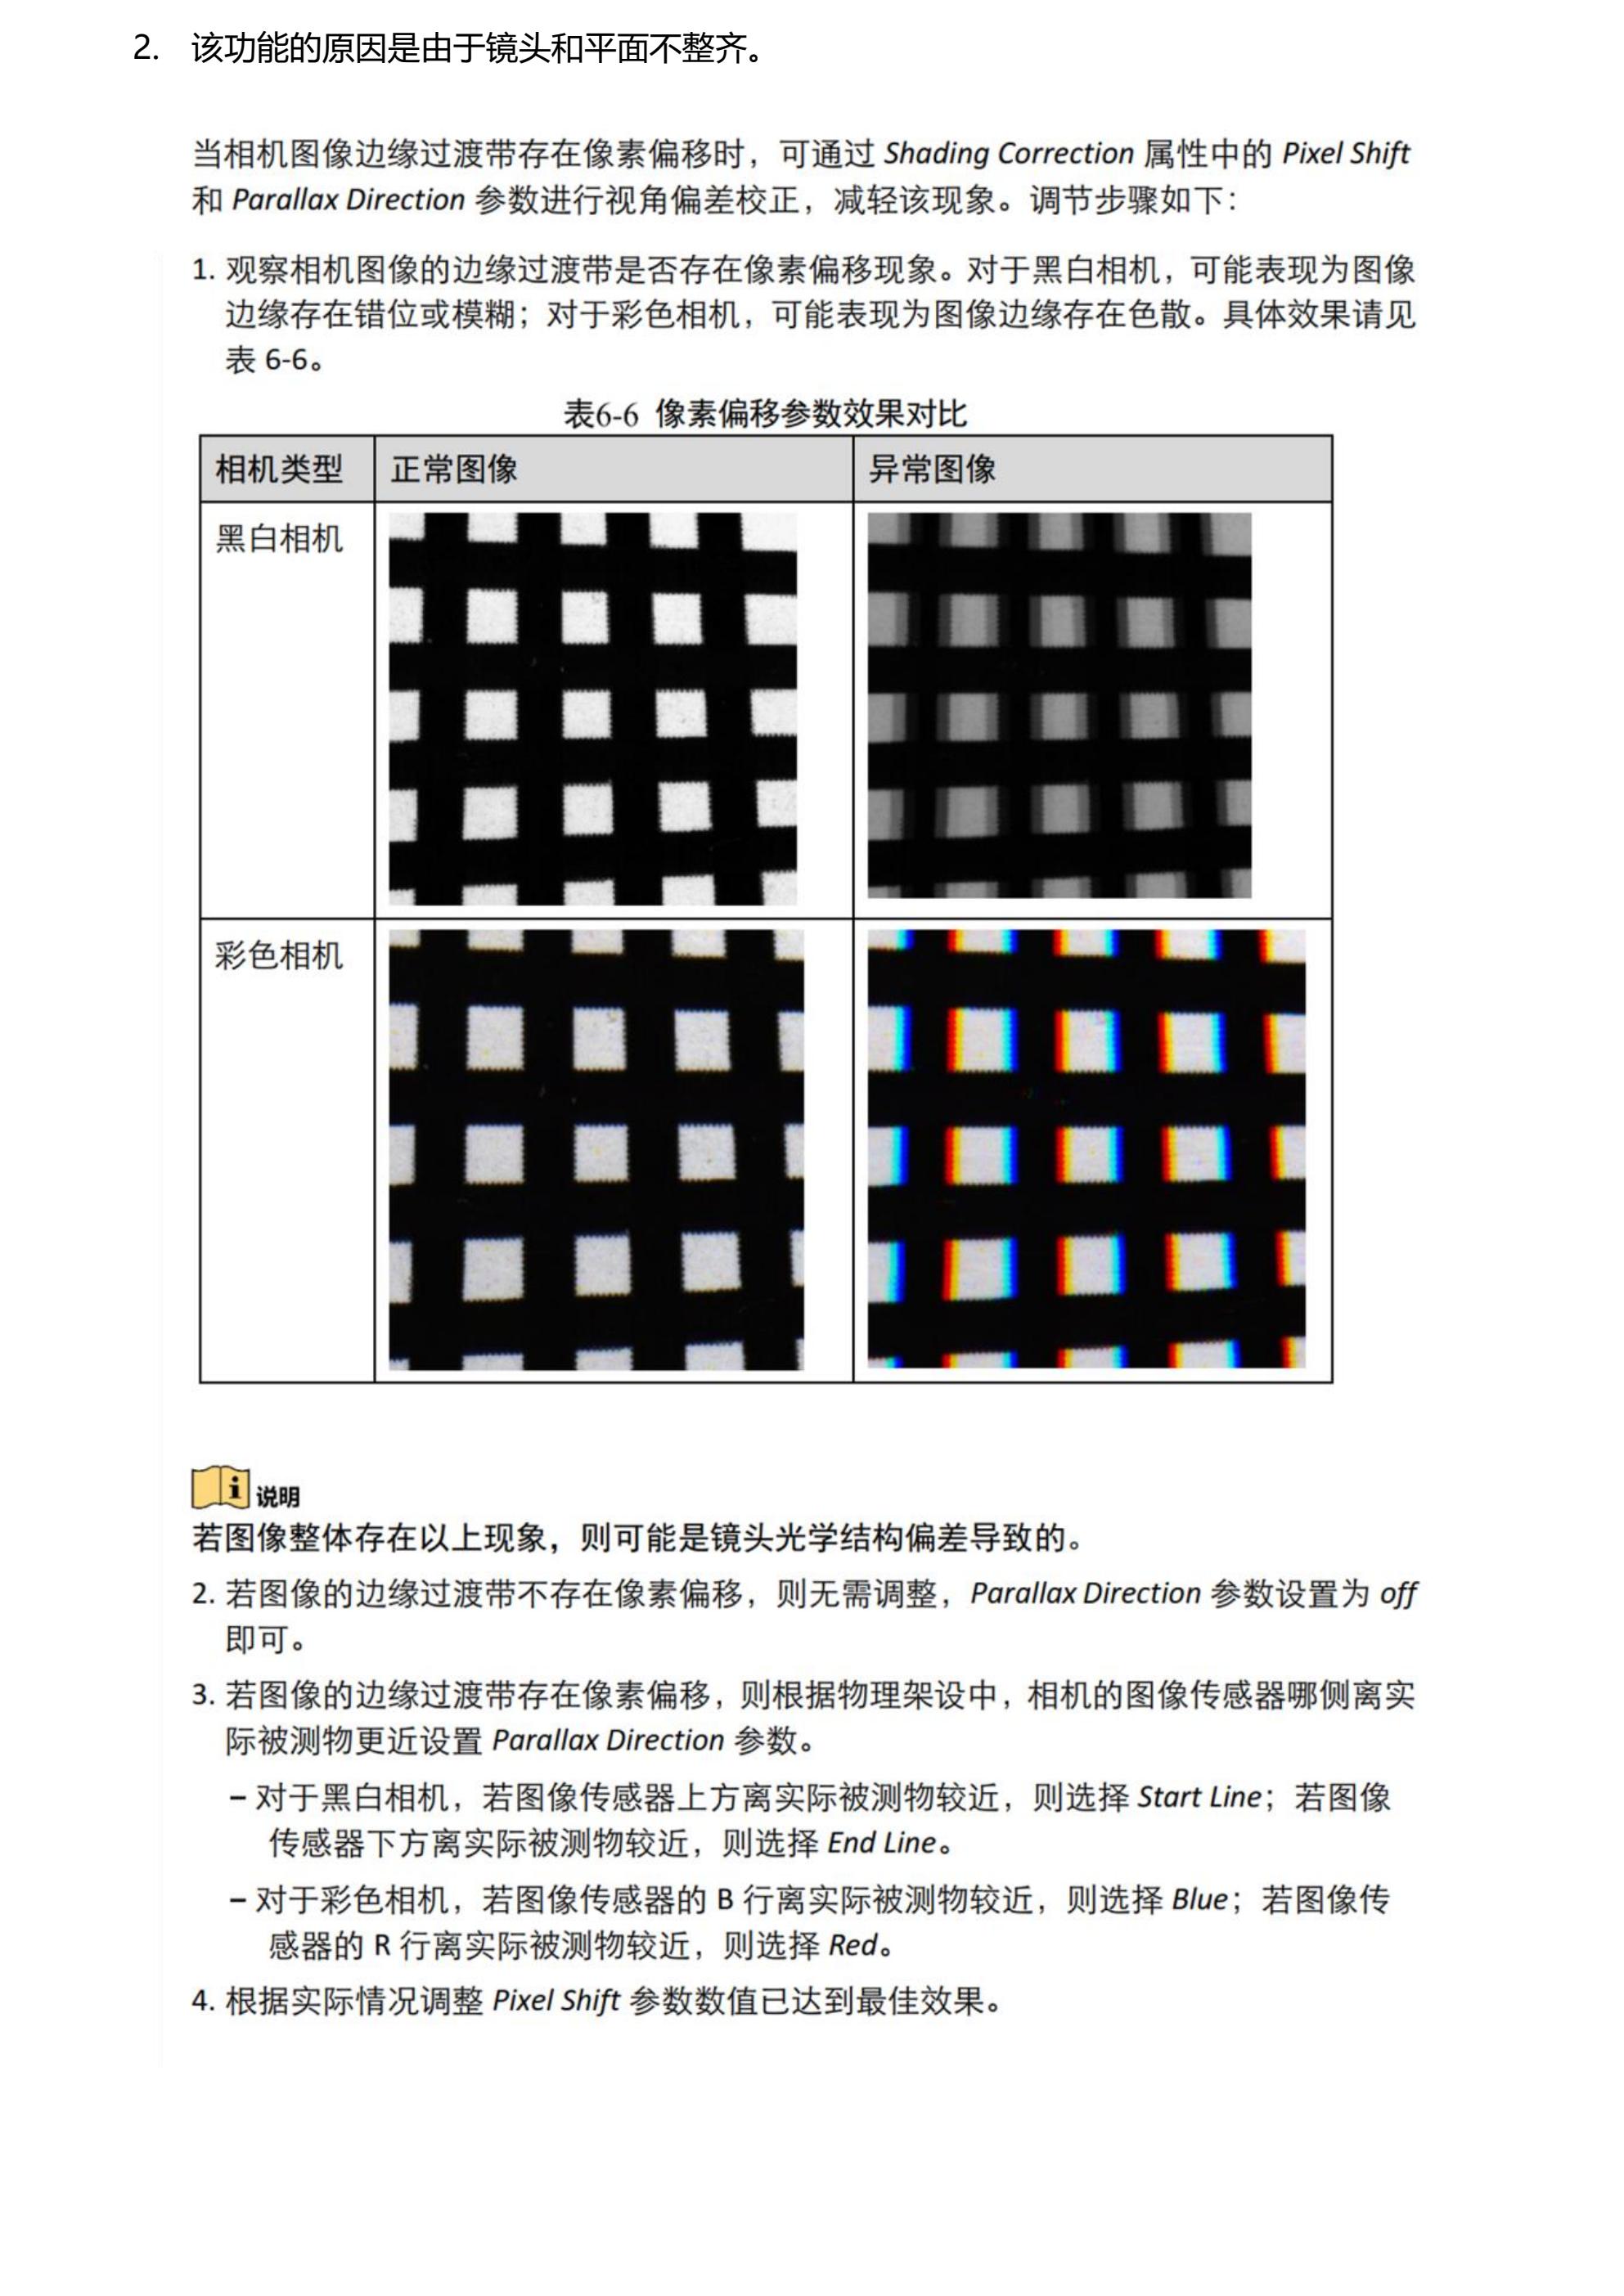 2. 该功能的原因是由于镜头和平面不整齐。
当相机图像边缘过渡带存在像素偏移时，可通过 Shading Correction 属性中的 Pixel Shift
和 Parallax Direction 参数进行视角偏差校正，减轻该现象。调节步骤如下：
1. 观察相机图像的边缘过渡带是否存在像素偏移现象。对于黑白相机，可能表现为图像
边缘存在错位或模糊；对于彩色相机，可能表现为图像边缘存在色散。具体效果请见
表 6-6。
表6-6 像素偏移参数效果对比
相机类型 正常图像 异常图像
黑白相机
彩色相机
i 说明
若图像整体存在以上现象，则可能是镜头光学结构偏差导致的。
2. 若图像的边缘过渡带不存在像素偏移，则无需调整，Parallax Direction 参数设置为 off
即可。
3. 若图像的边缘过渡带存在像素偏移，则根据物理架设中，相机的图像传感器哪侧离实
际被测物更近设置 Parallax Direction 参数。
– 对于黑白相机，若图像传感器上方离实际被测物较近，则选择 Start Line；若图像
传感器下方离实际被测物较近，则选择 End Line。
– 对于彩色相机，若图像传感器的 B 行离实际被测物较近，则选择 Blue；若图像传
感器的 R 行离实际被测物较近，则选择 Red。
4. 根据实际情况调整 Pixel Shift 参数数值已达到最佳效果。